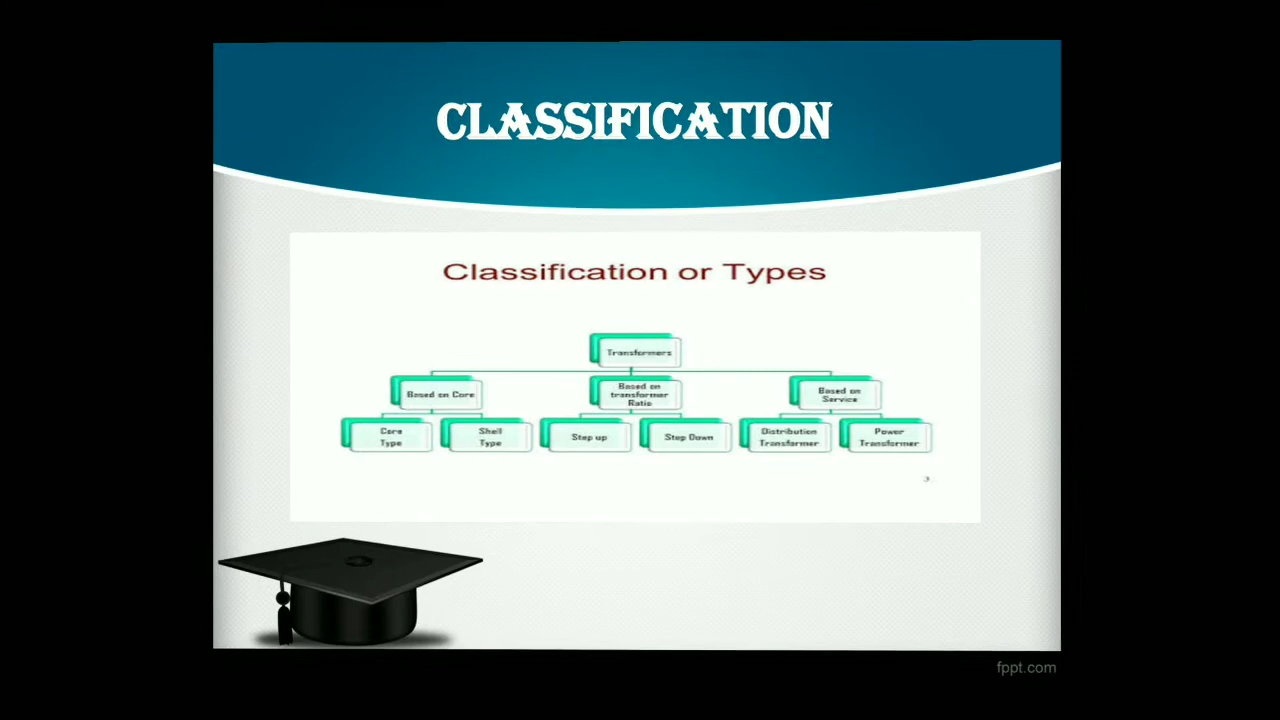 CLASSIFICATION
Classification or Types
Transformers
Based on Core
Based on
transformer
Ratio
Based on
Service
Core
Type
Shell
Type
Step up
Step Down
Distribution
Transformer
Power
Transformer
3
fppt.com